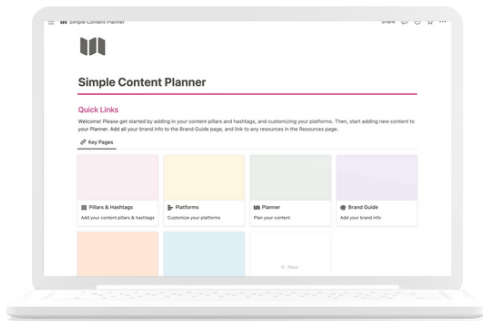 Simple Content Planner
Share
Simple Content Planner
Quick Links
Welcome! Please get started by adding in your content pillars and hashtags, and customizing your platforms. Then, start adding new content to
your Planner. Add all your brand info to the Brand Guide page, and link to any resources in the Resources page.
Key Pages
Pillars & Hashtags
Platforms
Planner
Brand Guide
Add your content pillars & hashtags
Customize your platforms
Plan your content
Add your brand info
+ New